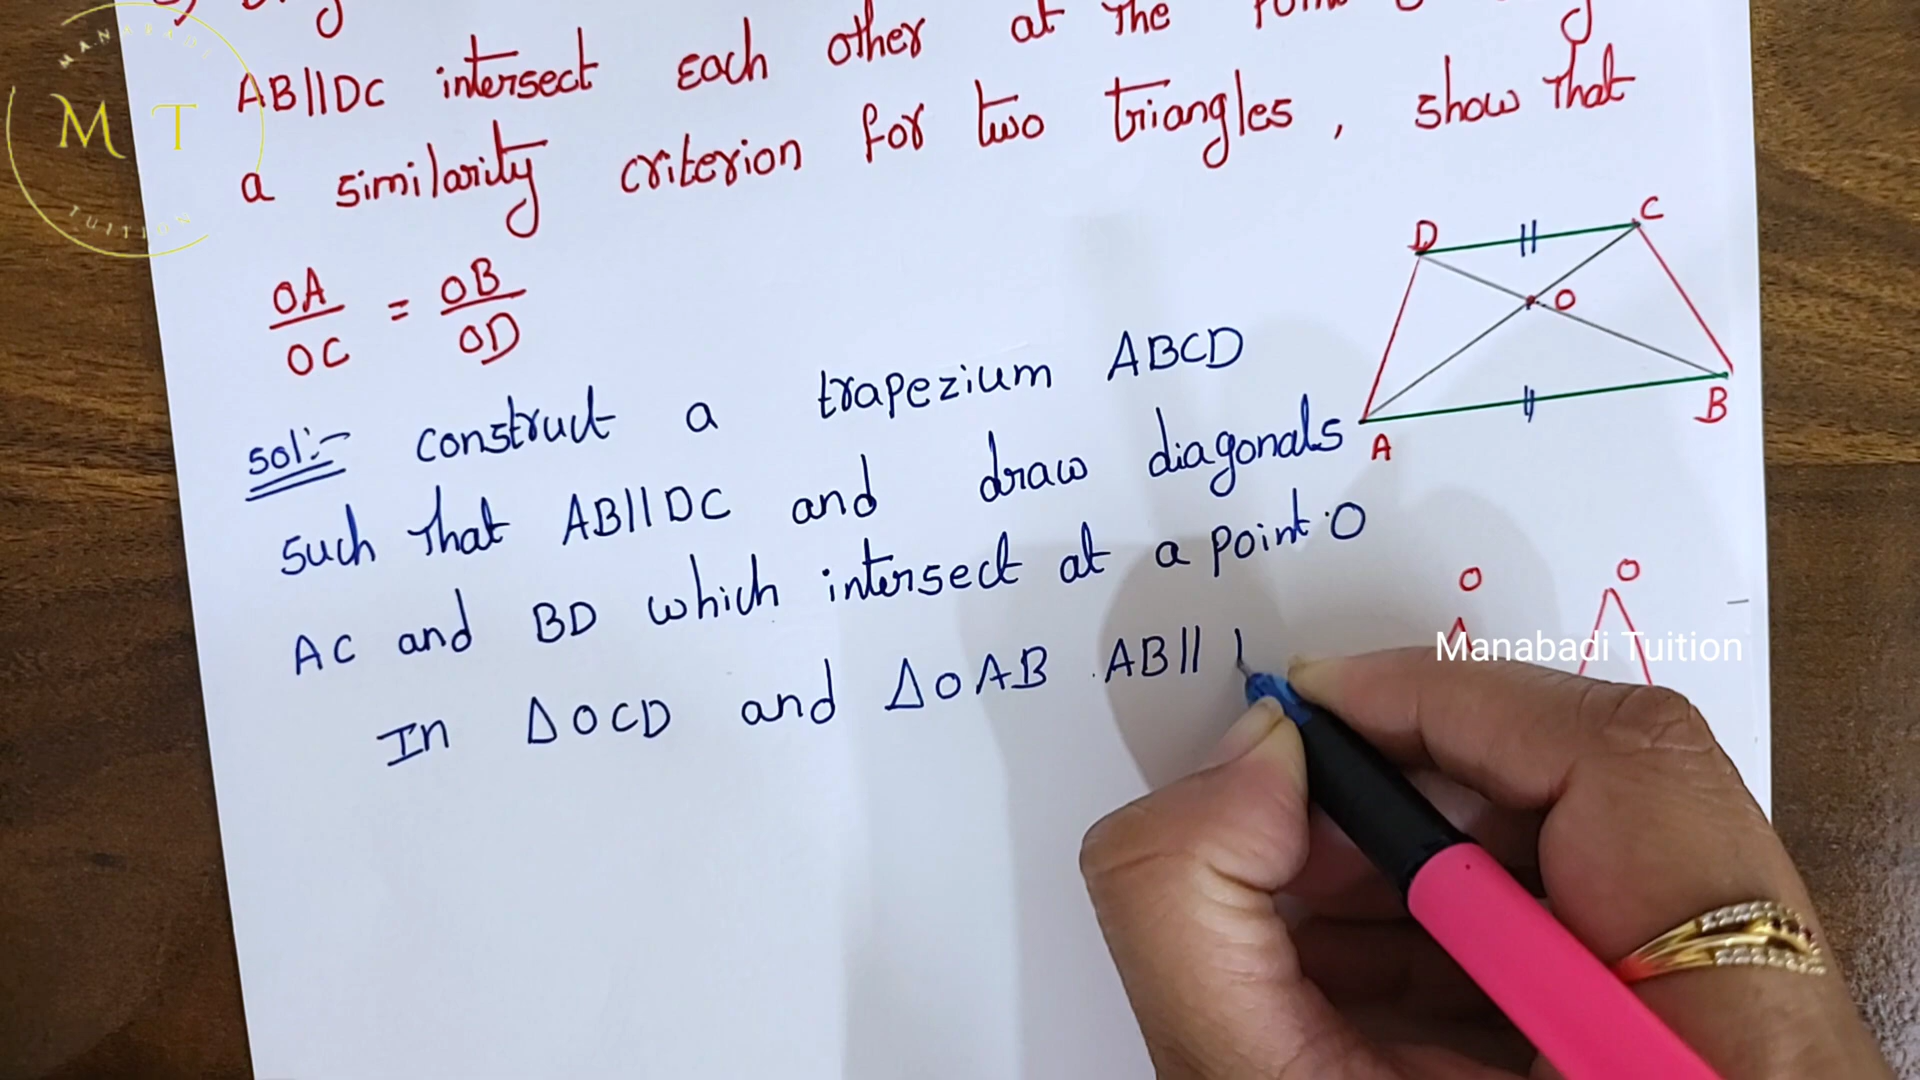 AB||DC intersect each other at the
a similarity criterion for two triangles, show that
OA/OC = OB/OD
sol:- construct a trapezium ABCD
such that AB||DC and draw diagonals
AC and BD which intersect at a point O
In ΔOCD and ΔOAB AB||
D C
O
A B
O O
Manabadi Tuition
MANABADI
M T
TUITION